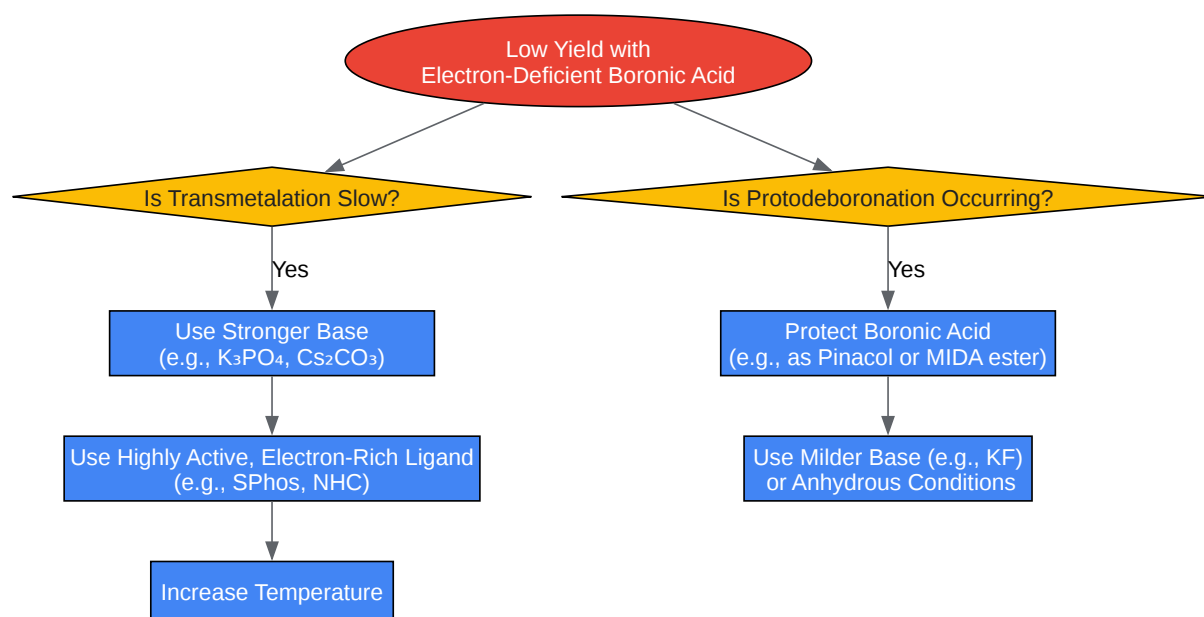 Low Yield with
Electron-Deficient Boronic Acid
Is Transmetalation Slow?
Is Protodeboronation Occurring?
Yes
Yes
Use Stronger Base
(e.g., K₃PO₄, Cs₂CO₃)
Protect Boronic Acid
(e.g., as Pinacol or MIDA ester)
Use Highly Active, Electron-Rich Ligand
(e.g., SPhos, NHC)
Use Milder Base (e.g., KF)
or Anhydrous Conditions
Increase Temperature